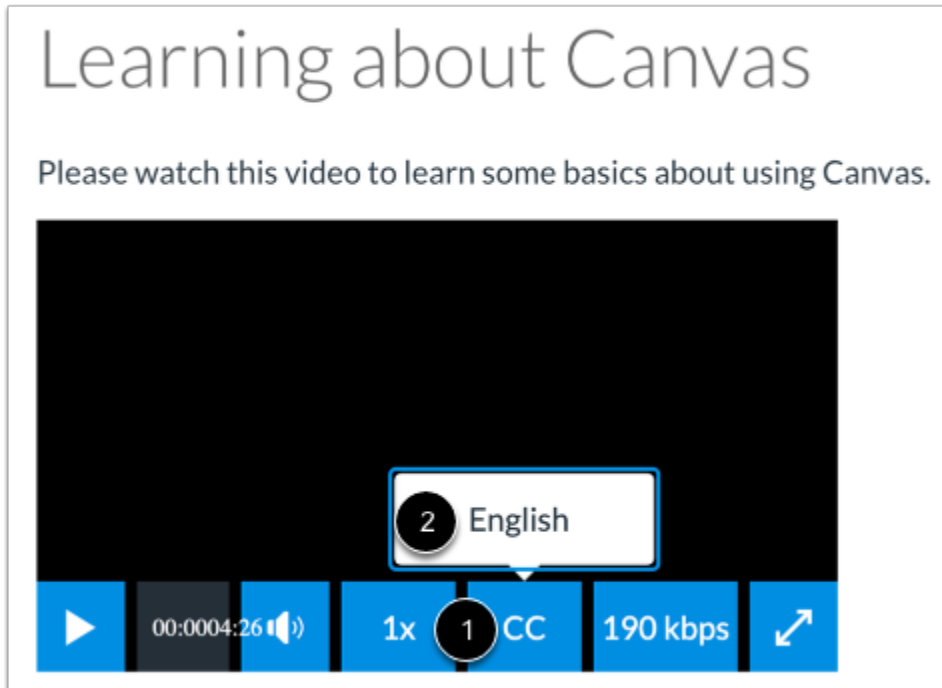 Learning about Canvas
Please watch this video to learn some basics about using Canvas.
2 English
00:0004:26 1x 1 CC 190 kbps